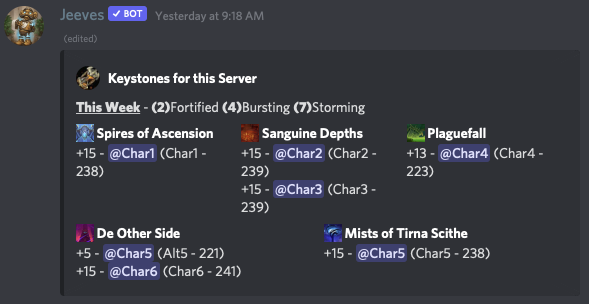 Jeeves ✓ BOT Yesterday at 9:18 AM
(edited)
Keystones for this Server
This Week - (2)Fortified (4)Bursting (7)Storming
Spires of Ascension
+15 - @Char1 (Char1 -
238)
Sanguine Depths
+15 - @Char2 (Char2 -
239)
+15 - @Char3 (Char3 -
239)
Plaguefall
+13 - @Char4 (Char4 -
223)
De Other Side
+5 - @Char5 (Alt5 - 221)
+15 - @Char6 (Char6 - 241)
Mists of Tirna Scithe
+15 - @Char5 (Char5 - 238)